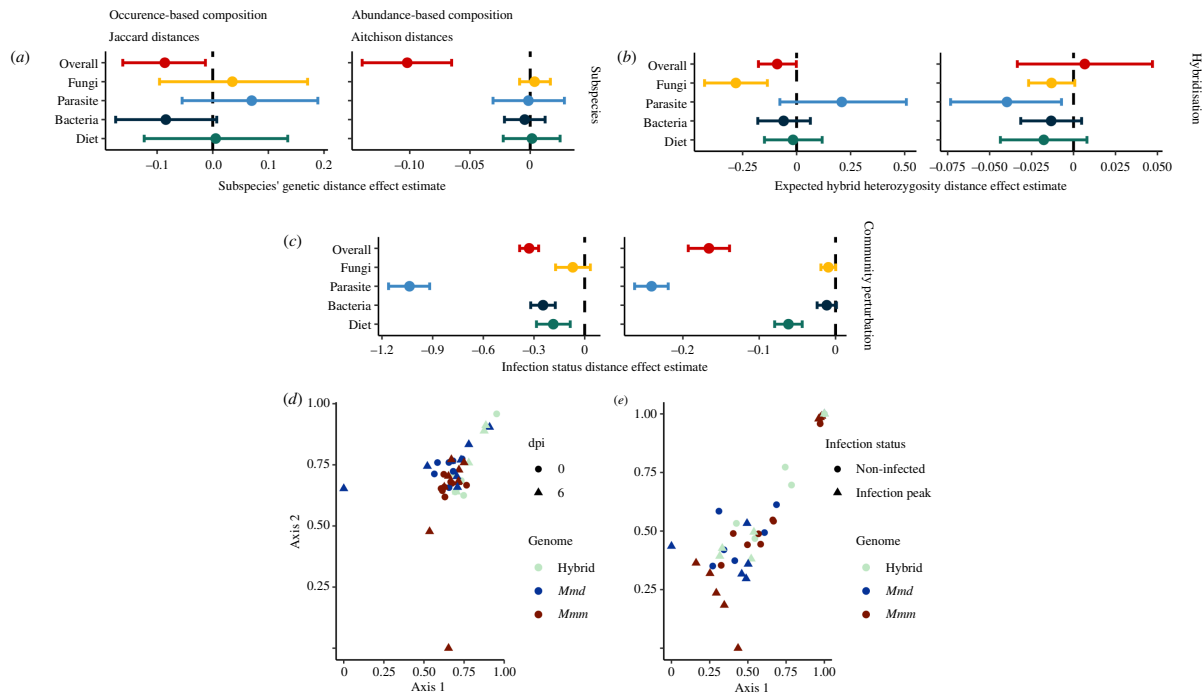 Occurence-based composition
Abundance-based composition
(a)
Jaccard distances
Aitchison distances
Overall
Fungi
Parasite
Bacteria
Diet
–0.1
0.0
0.1
0.2
–0.10
0
Subspecies
Subspecies' genetic distance effect estimate
(b)
Overall
Fungi
Parasite
Bacteria
Diet
–0.25
0
0.25
0.50
–0.075
–0.050
–0.025
0
0.025
0.050
Hybridisation
Expected hybrid heterozygosity distance effect estimate
(c)
Overall
Fungi
Parasite
Bacteria
Diet
–1.2
–0.9
–0.6
–0.3
0
–0.2
–0.1
0
Community perturbation
Infection status distance effect estimate
(d)
1.00
0.75
0.50
0.25
Axis 2
0
0.25
0.50
0.75
1.00
Axis 1
dpi
0
6
Genome
Hybrid
Mmd
Mmm
(e)
1.00
0.75
0.50
0.25
0
0.25
0.50
0.75
1.00
Axis 1
Infection status
Non-infected
Infection peak
Genome
Hybrid
Mmd
Mmm